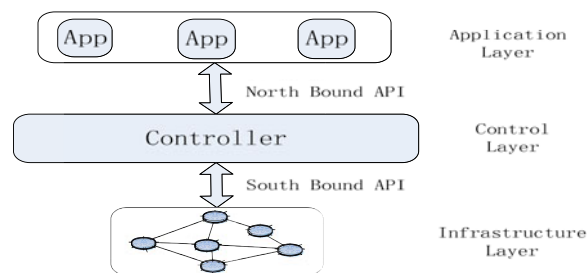 App App App
Application
Layer
North Bound API
Controller
Control
Layer
South Bound API
Infrastructure
Layer